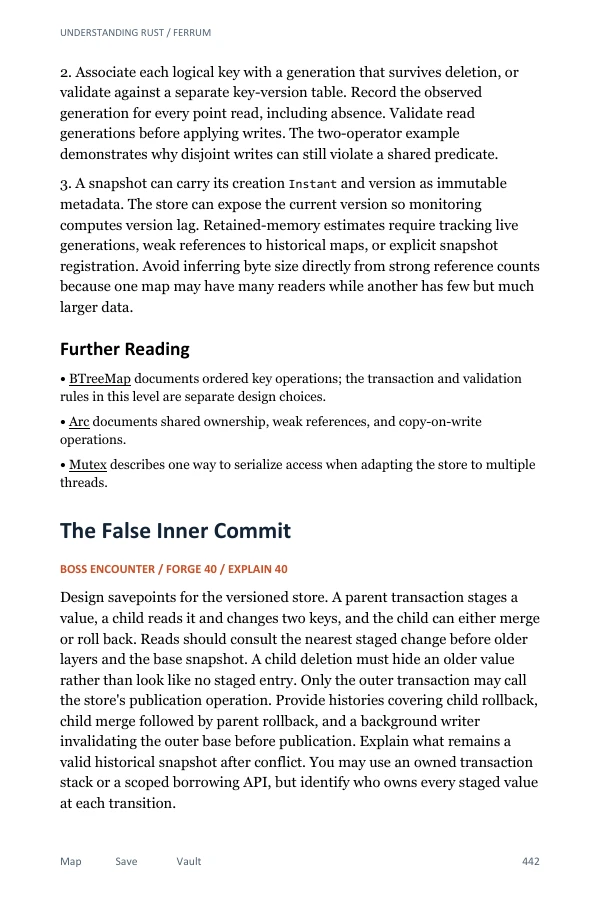 UNDERSTANDING RUST / FERRUM
2. Associate each logical key with a generation that survives deletion, or
validate against a separate key-version table. Record the observed
generation for every point read, including absence. Validate read
generations before applying writes. The two-operator example
demonstrates why disjoint writes can still violate a shared predicate.
3. A snapshot can carry its creation Instant and version as immutable
metadata. The store can expose the current version so monitoring
computes version lag. Retained-memory estimates require tracking live
generations, weak references to historical maps, or explicit snapshot
registration. Avoid inferring byte size directly from strong reference counts
because one map may have many readers while another has few but much
larger data.
Further Reading
• BTreeMap documents ordered key operations; the transaction and validation
rules in this level are separate design choices.
• Arc documents shared ownership, weak references, and copy-on-write
operations.
• Mutex describes one way to serialize access when adapting the store to multiple
threads.
The False Inner Commit
BOSS ENCOUNTER / FORGE 40 / EXPLAIN 40
Design savepoints for the versioned store. A parent transaction stages a
value, a child reads it and changes two keys, and the child can either merge
or roll back. Reads should consult the nearest staged change before older
layers and the base snapshot. A child deletion must hide an older value
rather than look like no staged entry. Only the outer transaction may call
the store's publication operation. Provide histories covering child rollback,
child merge followed by parent rollback, and a background writer
invalidating the outer base before publication. Explain what remains a
valid historical snapshot after conflict. You may use an owned transaction
stack or a scoped borrowing API, but identify who owns every staged value
at each transition.
Map Save Vault 442